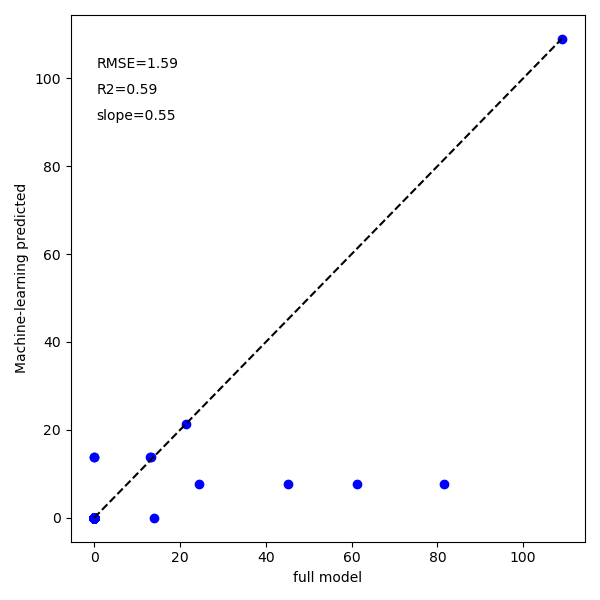 RMSE=1.59
R2=0.59
slope=0.55
Machine-learning predicted
100
80
60
40
20
0
0 20 40 60 80 100
full model